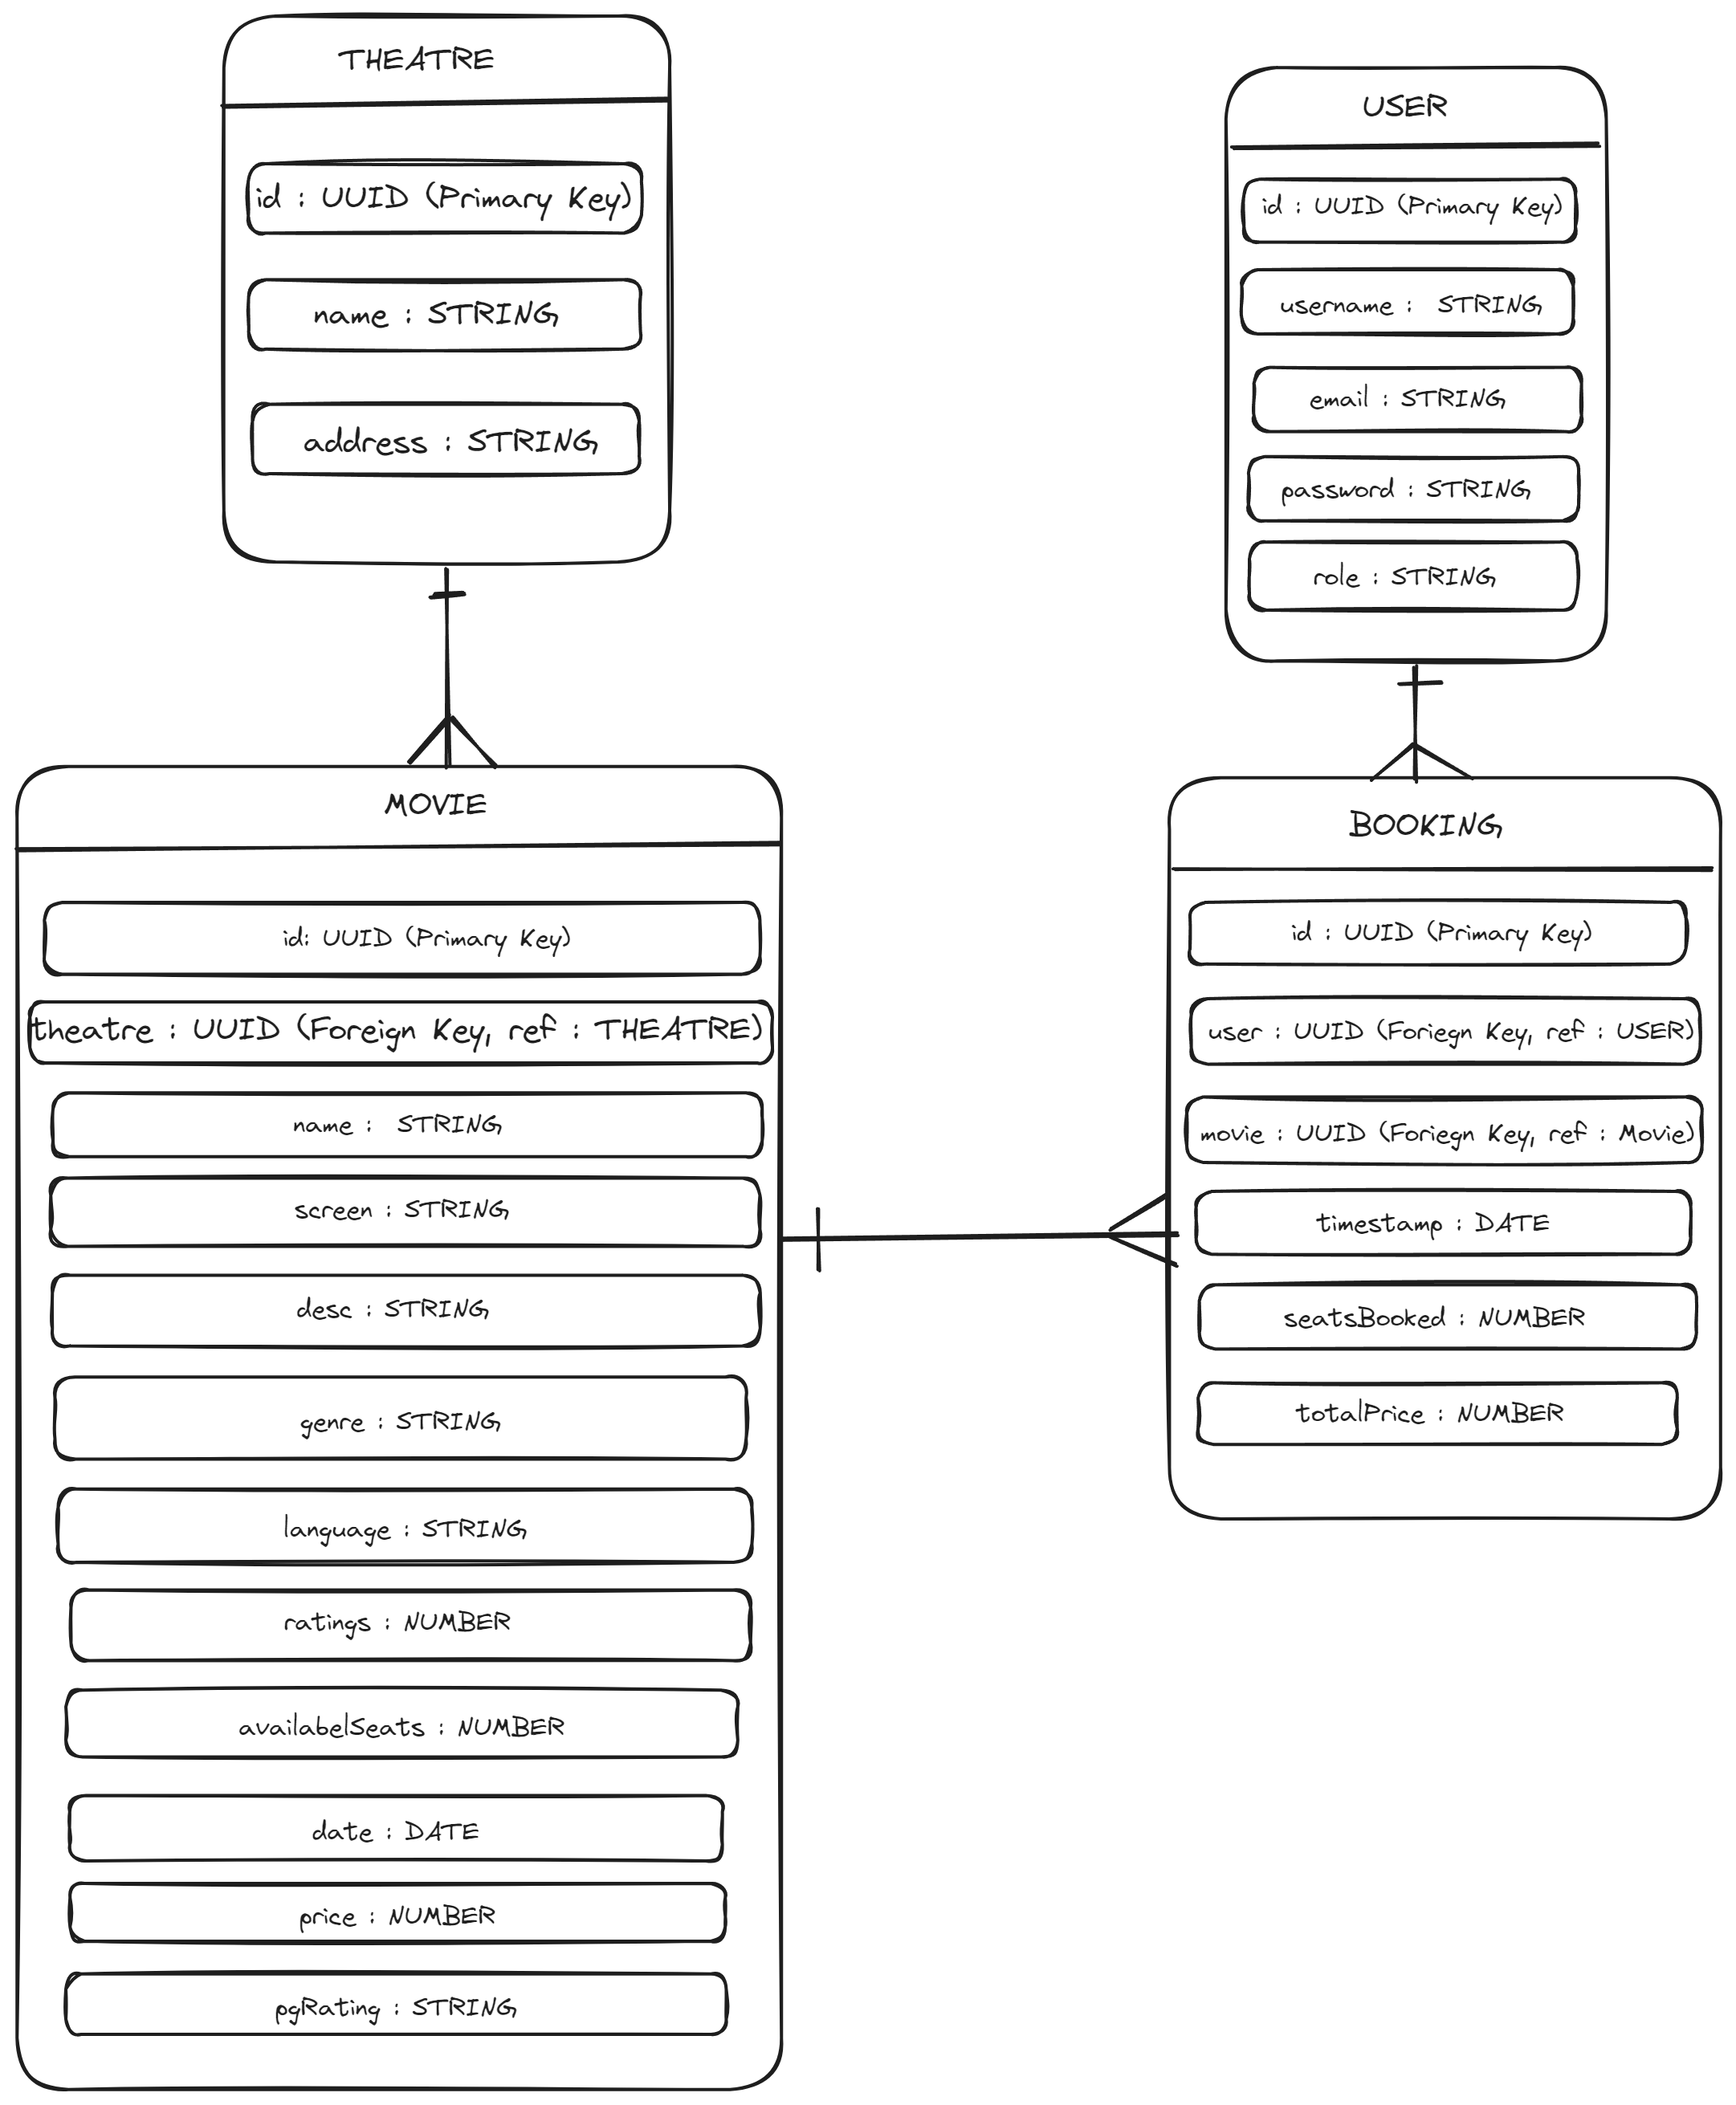 THEATRE
id : UUID (Primary Key)
name : STRING
address : STRING
USER
id : UUID (Primary Key)
username : STRING
email : STRING
password : STRING
role : STRING
MOVIE
id: UUID (Primary Key)
theatre : UUID (Foreign Key, ref : THEATRE)
name : STRING
screen : STRING
desc : STRING
genre : STRING
language : STRING
ratings : NUMBER
availabelSeats : NUMBER
date : DATE
price : NUMBER
pgRating : STRING
BOOKING
id : UUID (Primary Key)
user : UUID (Foriegn Key, ref : USER)
movie : UUID (Foriegn Key, ref : Movie)
timestamp : DATE
seatsBooked : NUMBER
totalPrice : NUMBER